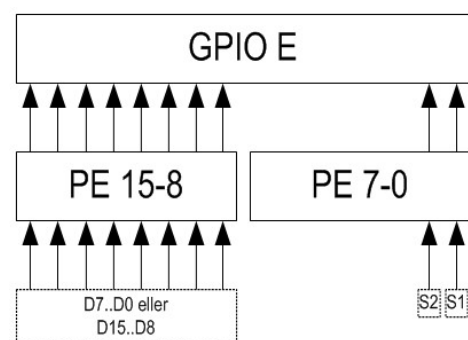 GPIO E
PE 15-8
PE 7-0
D7..D0 eller
D15..D8
S2
S1